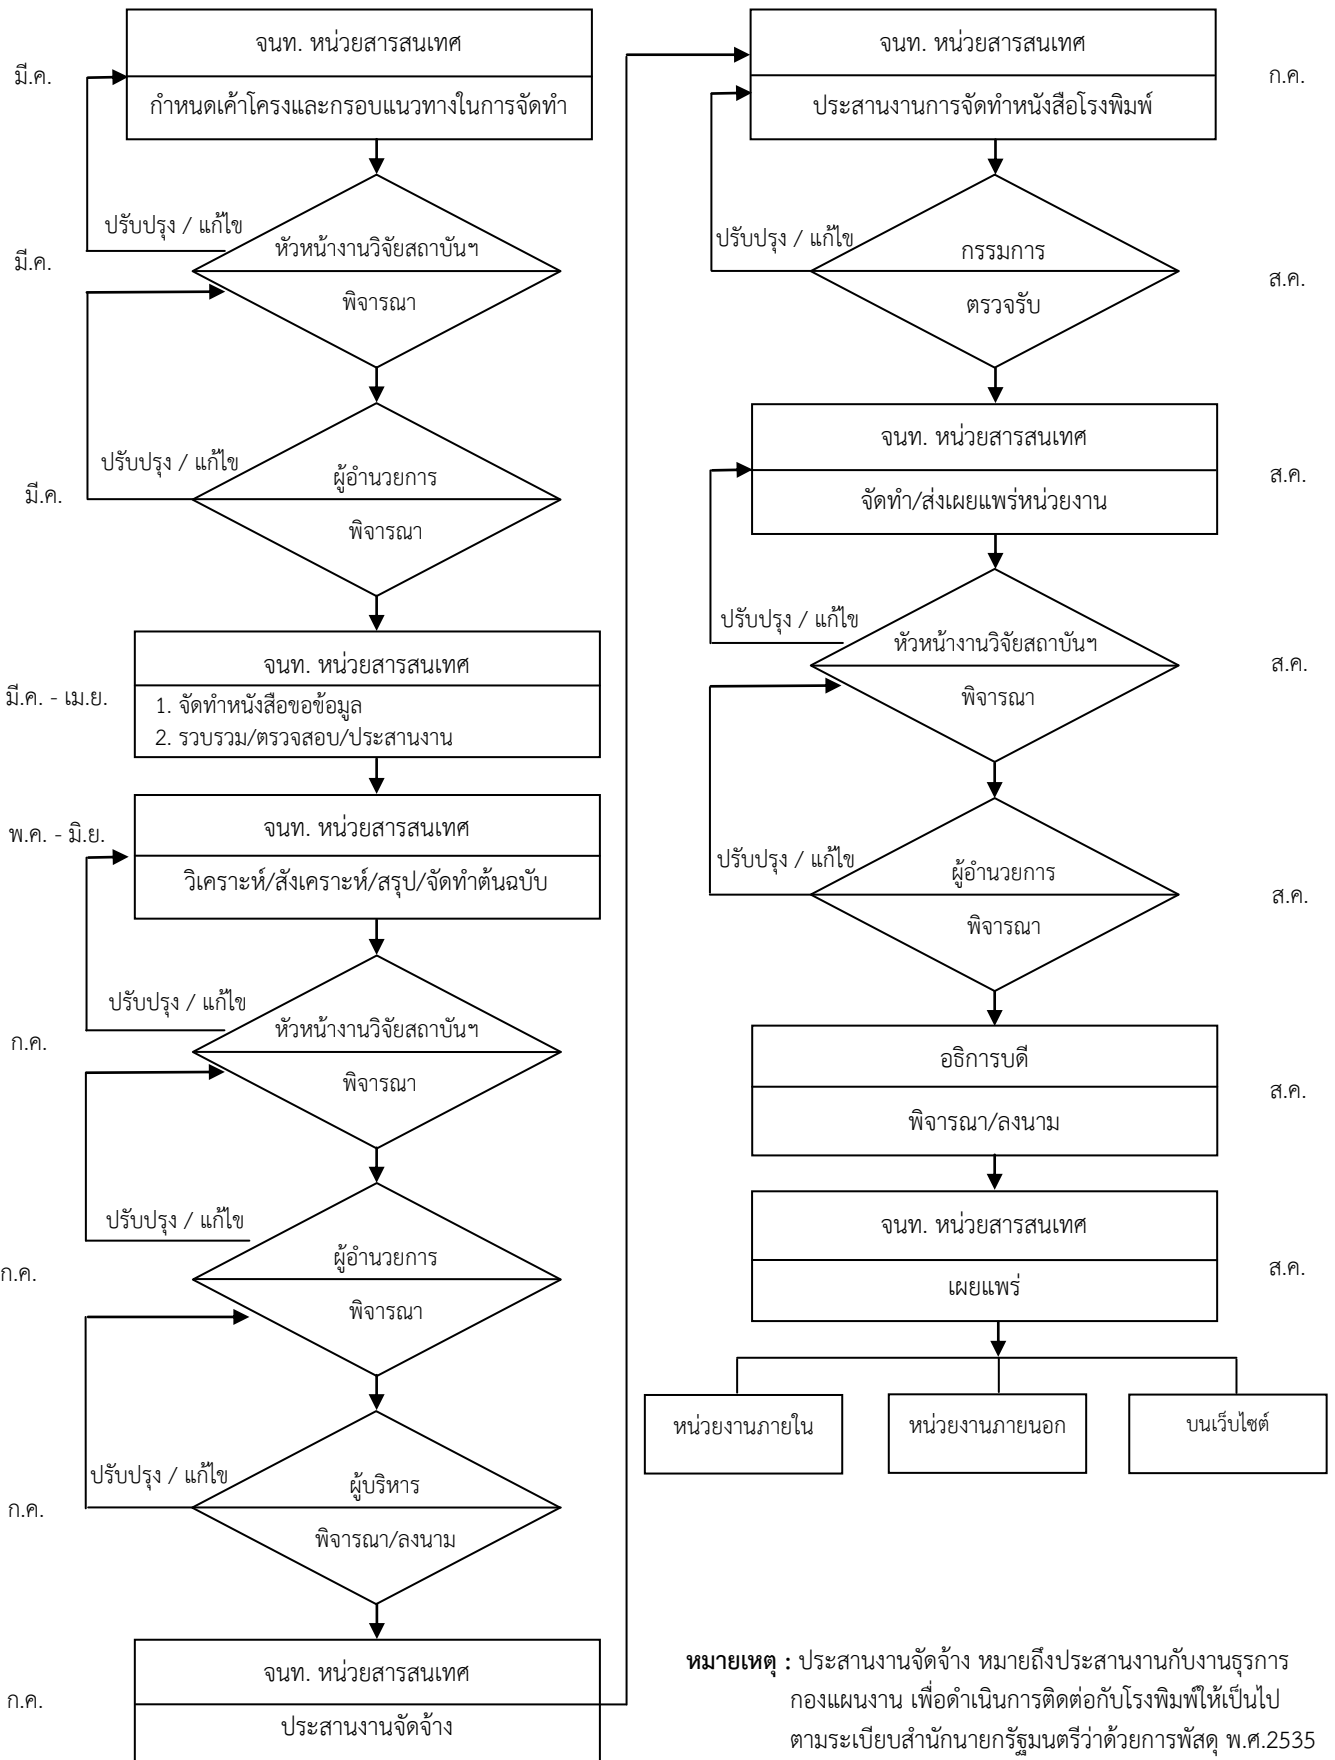 จนท. หน่วยสารสนเทศ
มี.ค.
กำหนดเค้าโครงและกรอบแนวทางในการจัดทำ
ปรับปรุง / แก้ไข
หัวหน้างานวิจัยสถาบันฯ
มี.ค.
พิจารณา
ปรับปรุง / แก้ไข
ผู้อำนวยการ
มี.ค.
พิจารณา
จนท. หน่วยสารสนเทศ
มี.ค. - เม.ย.
1. จัดทำหนังสือขอข้อมูล
2. รวบรวม/ตรวจสอบ/ประสานงาน
พ.ค. - มิ.ย.
จนท. หน่วยสารสนเทศ
วิเคราะห์/สังเคราะห์/สรุป/จัดทำต้นฉบับ
ปรับปรุง / แก้ไข
หัวหน้างานวิจัยสถาบันฯ
ก.ค.
พิจารณา
ปรับปรุง / แก้ไข
ผู้อำนวยการ
ก.ค.
พิจารณา
ปรับปรุง / แก้ไข
ผู้บริหาร
ก.ค.
พิจารณา/ลงนาม
จนท. หน่วยสารสนเทศ
ก.ค.
ประสานงานจัดจ้าง
จนท. หน่วยสารสนเทศ
ก.ค.
ประสานงานการจัดทำหนังสือโรงพิมพ์
ปรับปรุง / แก้ไข
กรรมการ
ส.ค.
ตรวจรับ
จนท. หน่วยสารสนเทศ
ส.ค.
จัดทำ/ส่งเผยแพร่หน่วยงาน
ปรับปรุง / แก้ไข
หัวหน้างานวิจัยสถาบันฯ
ส.ค.
พิจารณา
ปรับปรุง / แก้ไข
ผู้อำนวยการ
ส.ค.
พิจารณา
อธิการบดี
ส.ค.
พิจารณา/ลงนาม
จนท. หน่วยสารสนเทศ
ส.ค.
เผยแพร่
หน่วยงานภายใน
หน่วยงานภายนอก
บนเว็บไซต์
หมายเหตุ : ประสานงานจัดจ้าง หมายถึงประสานงานกับงานธุรการ
กองแผนงาน เพื่อดำเนินการติดต่อกับโรงพิมพ์ให้เป็นไป
ตามระเบียบสำนักนายกรัฐมนตรีว่าด้วยการพัสดุ พ.ศ.2535